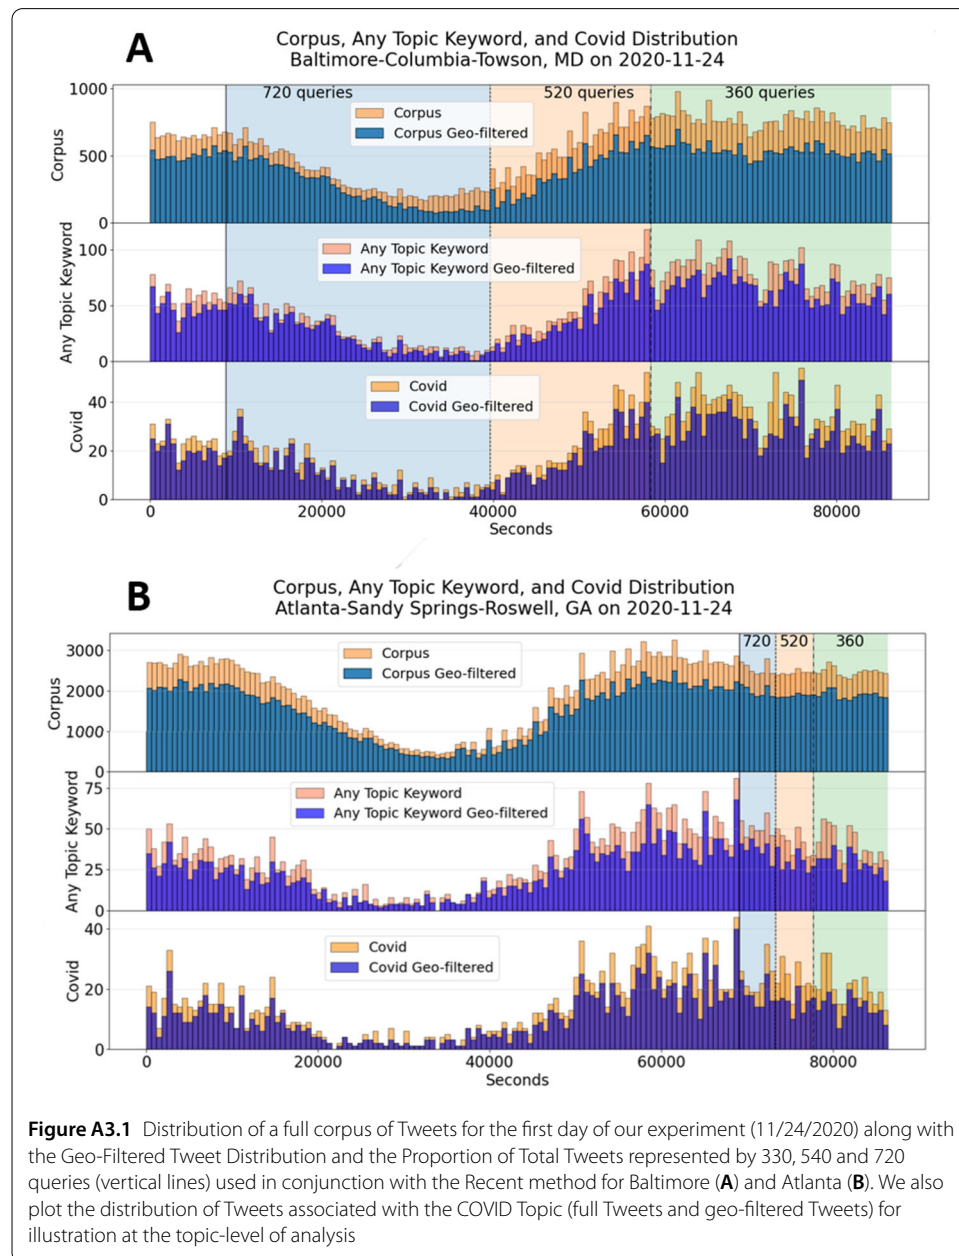 A
Corpus, Any Topic Keyword, and Covid Distribution
Baltimore-Columbia-Towson, MD on 2020-11-24
720 queries
520 queries
360 queries
1000
500
0
Corpus
Corpus
Corpus Geo-filtered
100
50
0
Any Topic Keyword
Any Topic Keyword
Any Topic Keyword Geo-filtered
40
20
0
Covid
Covid
Covid Geo-filtered
0
20000
40000
60000
80000
Seconds
B
Corpus, Any Topic Keyword, and Covid Distribution
Atlanta-Sandy Springs-Roswell, GA on 2020-11-24
720
520
360
3000
2000
1000
0
Corpus
Corpus
Corpus Geo-filtered
75
50
25
0
Any Topic Keyword
Any Topic Keyword
Any Topic Keyword Geo-filtered
40
20
0
Covid
Covid
Covid Geo-filtered
0
20000
40000
60000
80000
Seconds
Figure A3.1 Distribution of a full corpus of Tweets for the first day of our experiment (11/24/2020) along with
the Geo-Filtered Tweet Distribution and the Proportion of Total Tweets represented by 330, 540 and 720
queries (vertical lines) used in conjunction with the Recent method for Baltimore (A) and Atlanta (B). We also
plot the distribution of Tweets associated with the COVID Topic (full Tweets and geo-filtered Tweets) for
illustration at the topic-level of analysis